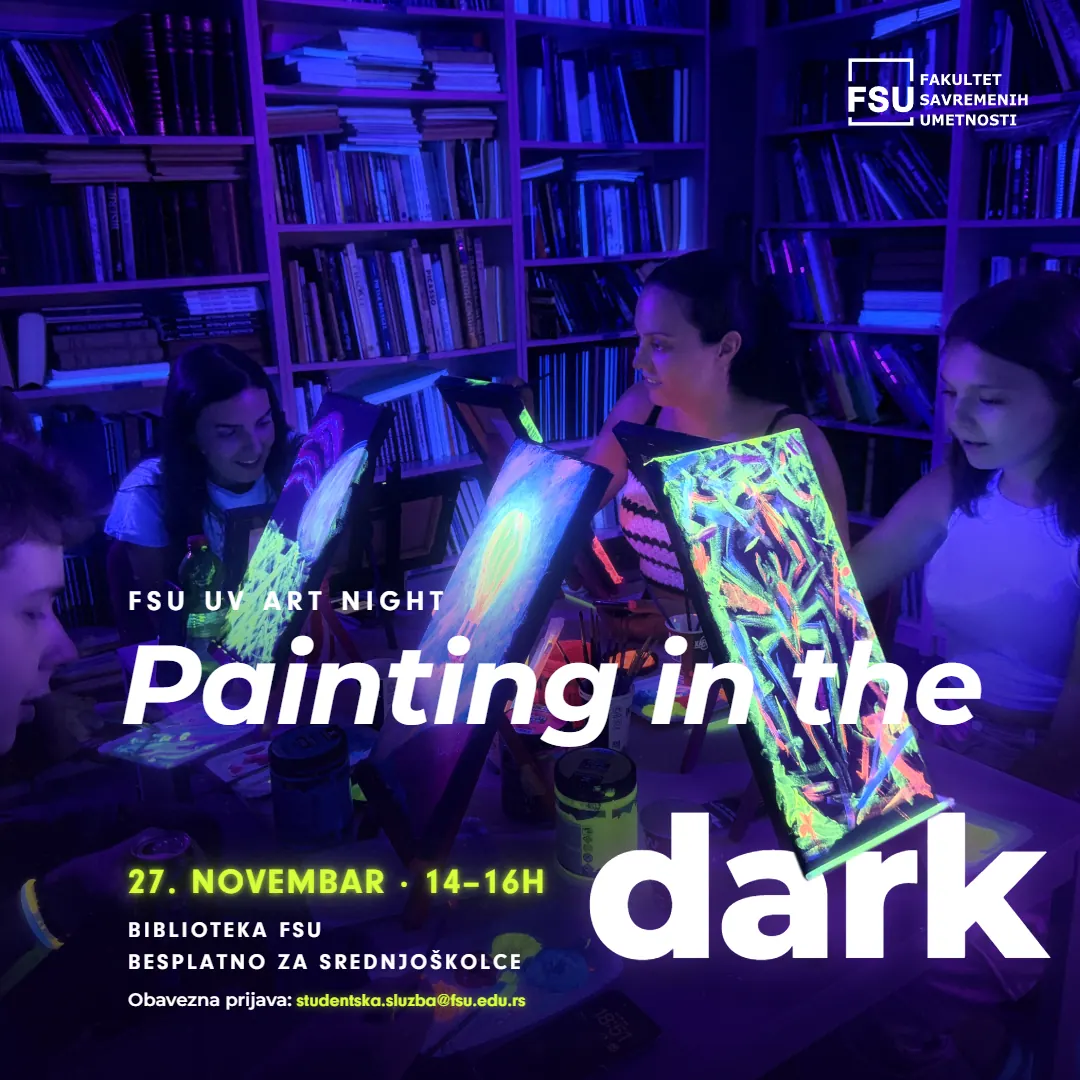 FSU
FAKULTET
SAVREMENIH
UMETNOSTI
FSU UV ART NIGHT
Painting in the
dark
27. NOVEMBAR · 14–16H
BIBLIOTEKA FSU
BESPLATNO ZA SREDNJOŠKOLCE
Obavezna prijava: studentska.sluzba@fsu.edu.rs